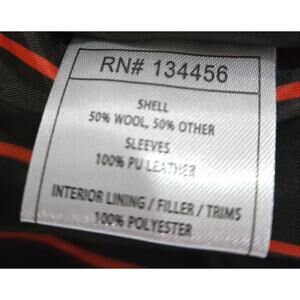 RN# 134456
SHELL
50% WOOL, 50% OTHER
SLEEVES
100% PU LEATHER
INTERIOR LINING / FILLER / TRIMS
100% POLYESTER